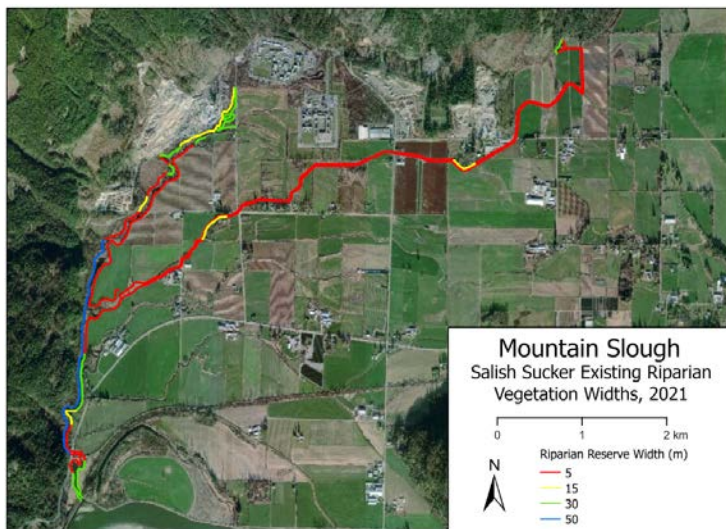 Mountain Slough
Salish Sucker Existing Riparian
Vegetation Widths, 2021
0 1 2 km
Riparian Reserve Width (m)
N
5
15
30
50